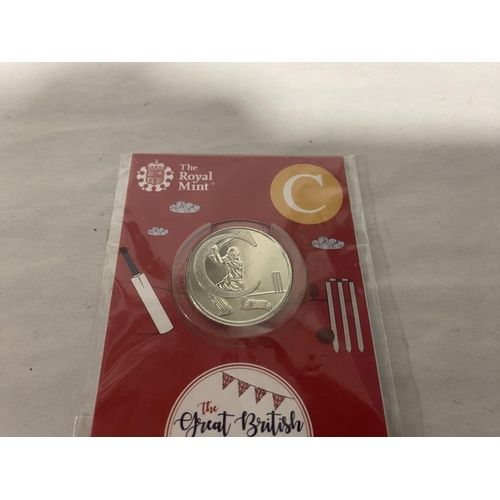 The
Royal
Mint®
C
the
Great British